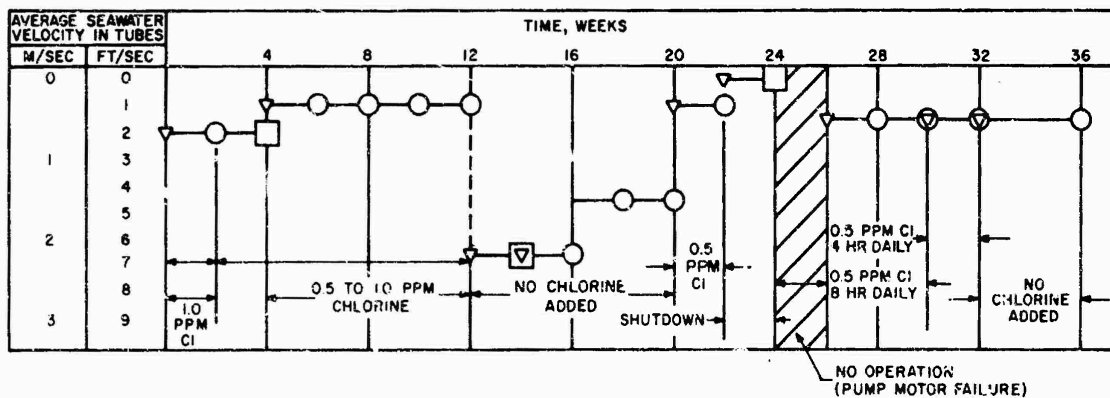 AVERAGE SEAWATER
VELOCITY IN TUBES
TIME, WEEKS
M/SEC FT/SEC 4 8 12 16 20 24 28 32 36
0 0
1
2
1 3
4
5
2 6
7
8
3 9
1.0
PPM
Cl
0.5 TO 1.0 PPM
CHLORINE
NO CHLORINE
ADDED
0.5
PPM
Cl
SHUTDOWN
0.5 PPM Cl
4 HR DAILY
0.5 PPM Cl
8 HR DAILY
NO
CHLORINE
ADDED
NO OPERATION
(PUMP MOTOR FAILURE)